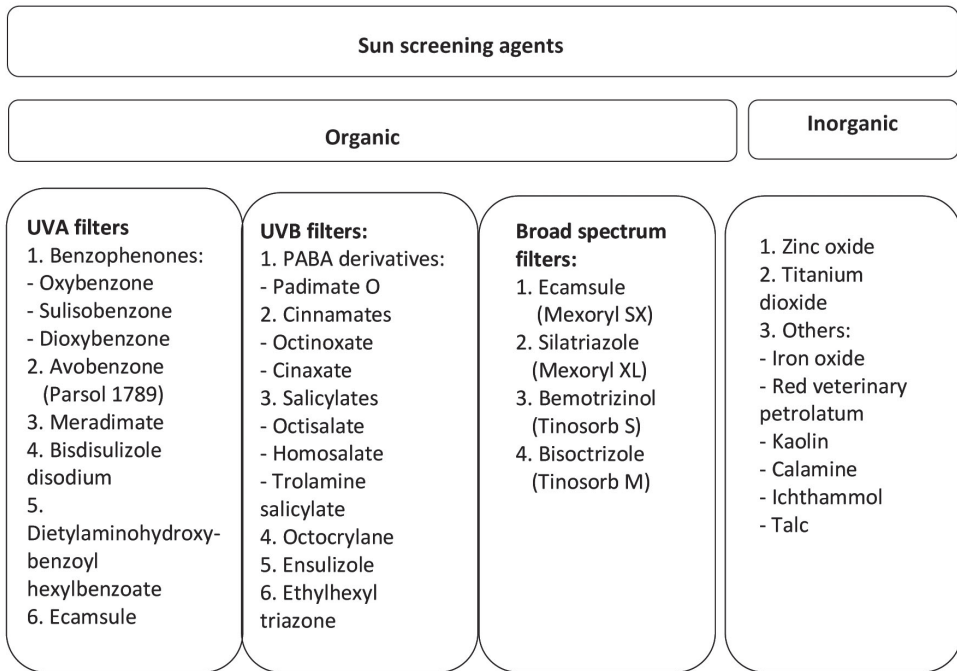 Sun screening agents
Organic
Inorganic
UVA filters
1. Benzophenones:
- Oxybenzone
- Sulisobenzone
- Dioxybenzone
2. Avobenzone
(Parsol 1789)
3. Meradimate
4. Bisdisulizole
disodium
5.
Dietylaminohydroxy-
benzoyl
hexylbenzoate
6. Ecamsule
UVB filters:
1. PABA derivatives:
- Padimate O
2. Cinnamates
- Octinoxate
- Cinaxate
3. Salicylates
- Octisalate
- Homosalate
- Trolamine
salicylate
4. Octocrylane
5. Ensulizole
6. Ethylhexyl
triazone
Broad spectrum
filters:
1. Ecamsule
(Mexoryl SX)
2. Silatriazole
(Mexoryl XL)
3. Bemotrizinol
(Tinosorb S)
4. Bisoctrizole
(Tinosorb M)
1. Zinc oxide
2. Titanium
dioxide
3. Others:
- Iron oxide
- Red veterinary
petrolatum
- Kaolin
- Calamine
- Ichthammol
- Talc